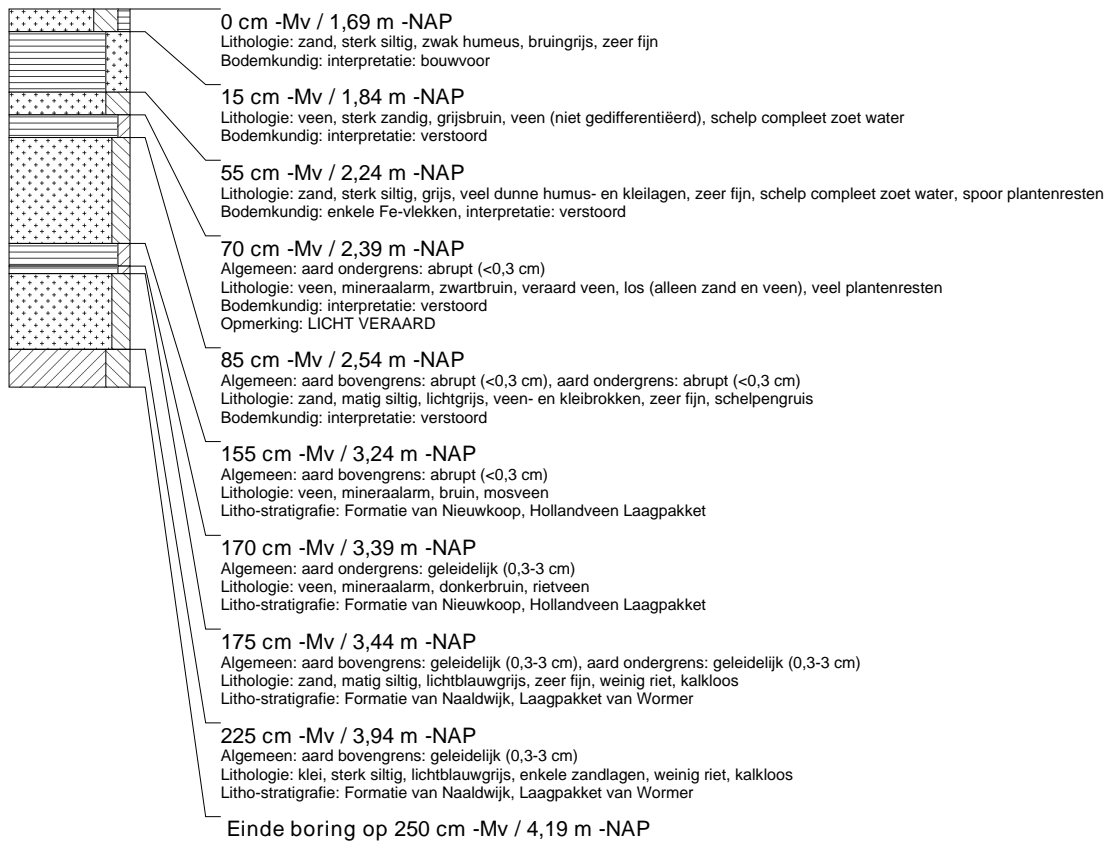 0 cm -Mv / 1,69 m -NAP
Lithologie: zand, sterk siltig, zwak humeus, bruingrijs, zeer fijn
Bodemkundig: interpretatie: bouwvoor
15 cm -Mv / 1,84 m -NAP
Lithologie: veen, sterk zandig, grijsbruin, veen (niet gedifferentiëerd), schelp compleet zoet water
Bodemkundig: interpretatie: verstoord
55 cm -Mv / 2,24 m -NAP
Lithologie: zand, sterk siltig, grijs, veel dunne humus- en kleilagen, zeer fijn, schelp compleet zoet water, spoor plantenresten
Bodemkundig: enkele Fe-vlekken, interpretatie: verstoord
70 cm -Mv / 2,39 m -NAP
Algemeen: aard ondergrens: abrupt (<0,3 cm)
Lithologie: veen, mineraalarm, zwartbruin, veraard veen, los (alleen zand en veen), veel plantenresten
Bodemkundig: interpretatie: verstoord
Opmerking: LICHT VERAARD
85 cm -Mv / 2,54 m -NAP
Algemeen: aard bovengrens: abrupt (<0,3 cm), aard ondergrens: abrupt (<0,3 cm)
Lithologie: zand, matig siltig, lichtgrijs, veen- en kleibrokken, zeer fijn, schelpengruis
Bodemkundig: interpretatie: verstoord
155 cm -Mv / 3,24 m -NAP
Algemeen: aard bovengrens: abrupt (<0,3 cm)
Lithologie: veen, mineraalarm, bruin, mosveen
Litho-stratigrafie: Formatie van Nieuwkoop, Hollandveen Laagpakket
170 cm -Mv / 3,39 m -NAP
Algemeen: aard ondergrens: geleidelijk (0,3-3 cm)
Lithologie: veen, mineraalarm, donkerbruin, rietveen
Litho-stratigrafie: Formatie van Nieuwkoop, Hollandveen Laagpakket
175 cm -Mv / 3,44 m -NAP
Algemeen: aard bovengrens: geleidelijk (0,3-3 cm), aard ondergrens: geleidelijk (0,3-3 cm)
Lithologie: zand, matig siltig, lichtblauwgrijs, zeer fijn, weinig riet, kalkloos
Litho-stratigrafie: Formatie van Naaldwijk, Laagpakket van Wormer
225 cm -Mv / 3,94 m -NAP
Algemeen: aard bovengrens: geleidelijk (0,3-3 cm)
Lithologie: klei, sterk siltig, lichtblauwgrijs, enkele zandlagen, weinig riet, kalkloos
Litho-stratigrafie: Formatie van Naaldwijk, Laagpakket van Wormer
Einde boring op 250 cm -Mv / 4,19 m -NAP